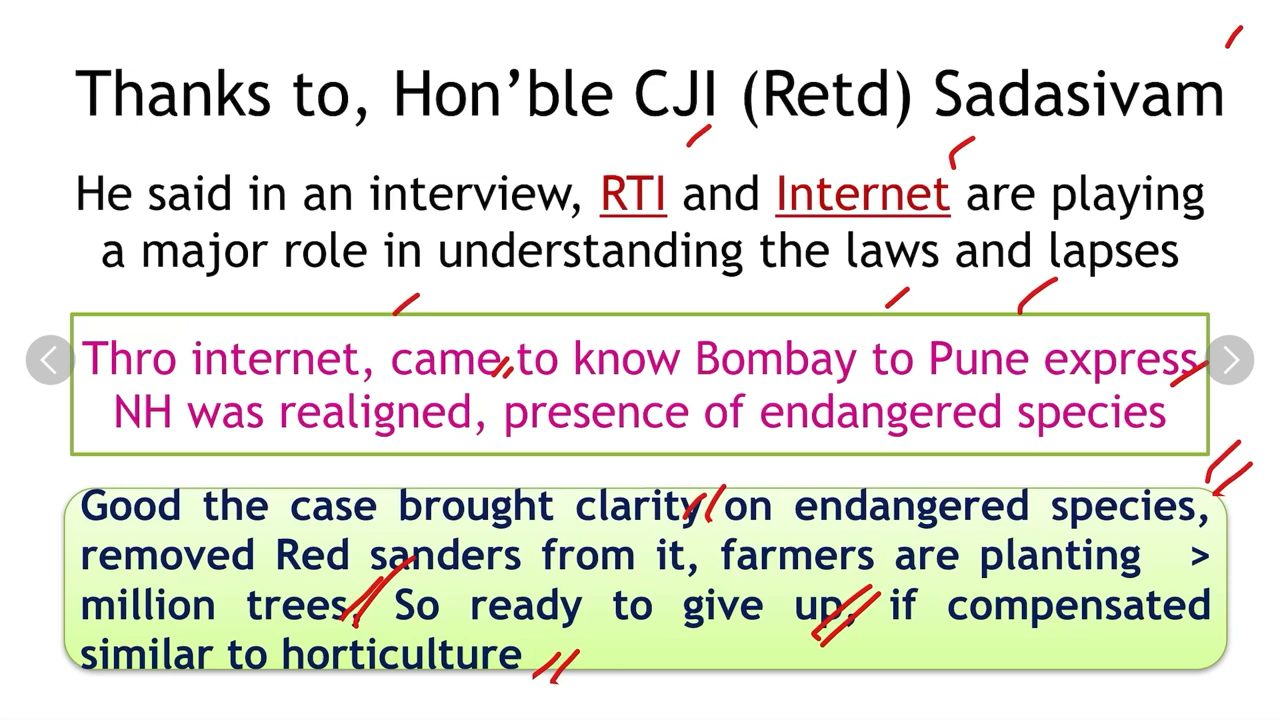 Thanks to, Hon’ble CJI (Retd) Sadasivam
He said in an interview, RTI and Internet are playing
a major role in understanding the laws and lapses
Thro internet, came to know Bombay to Pune express
NH was realigned, presence of endangered species
Good the case brought clarity on endangered species,
removed Red sanders from it, farmers are planting >
million trees. So ready to give up, if compensated
similar to horticulture